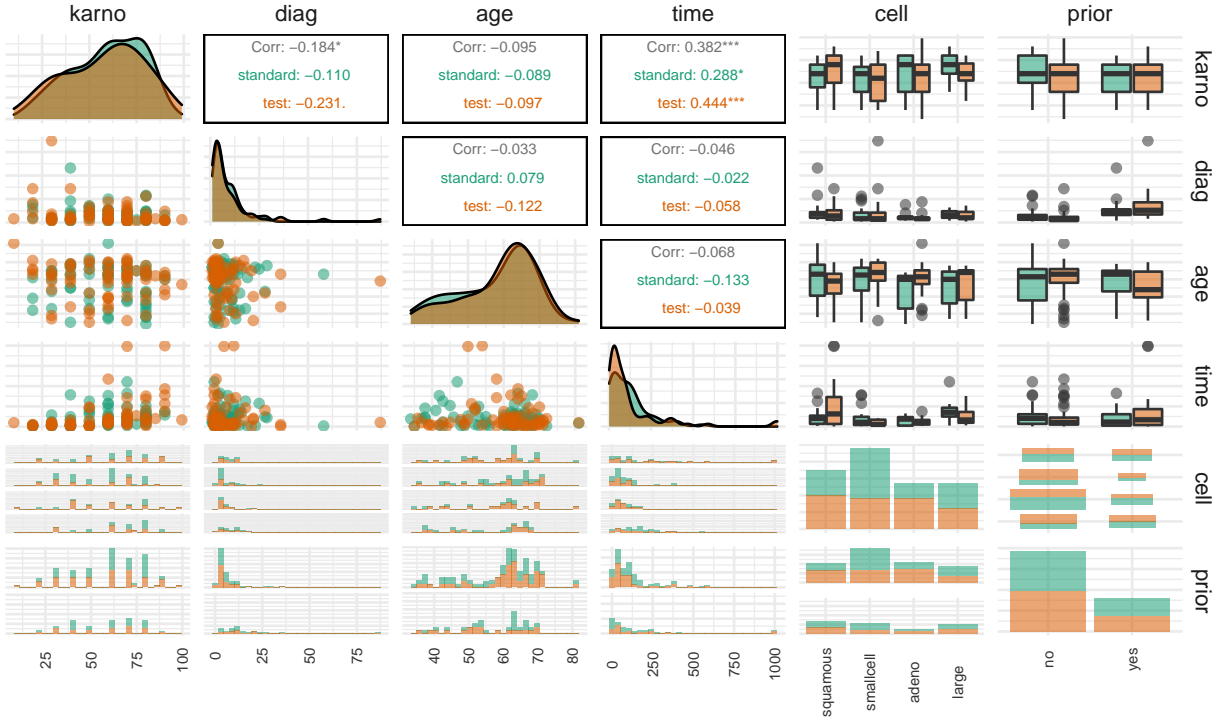 karno diag age time cell prior
Corr: −0.184* Corr: −0.095 Corr: 0.382***
standard: −0.110 standard: −0.089 standard: 0.288*
test: −0.231. test: −0.097 test: 0.444***
karno
Corr: −0.033 Corr: −0.046
standard: 0.079 standard: −0.022
test: −0.122 test: −0.058
diag
Corr: −0.068
standard: −0.133
test: −0.039
age
time
cell
prior
25 50 75 100 0 25 50 75 40 50 60 70 80 0 250 500 750 1000 squamous smallcell adeno large no yes